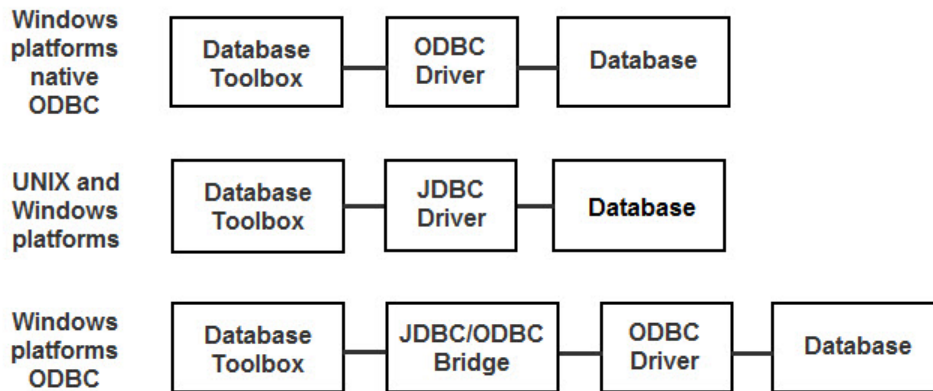 Windows
platforms
native
ODBC
Database
Toolbox
ODBC
Driver
Database
UNIX and
Windows
platforms
Database
Toolbox
JDBC
Driver
Database
Windows
platforms
ODBC
Database
Toolbox
JDBC/ODBC
Bridge
ODBC
Driver
Database